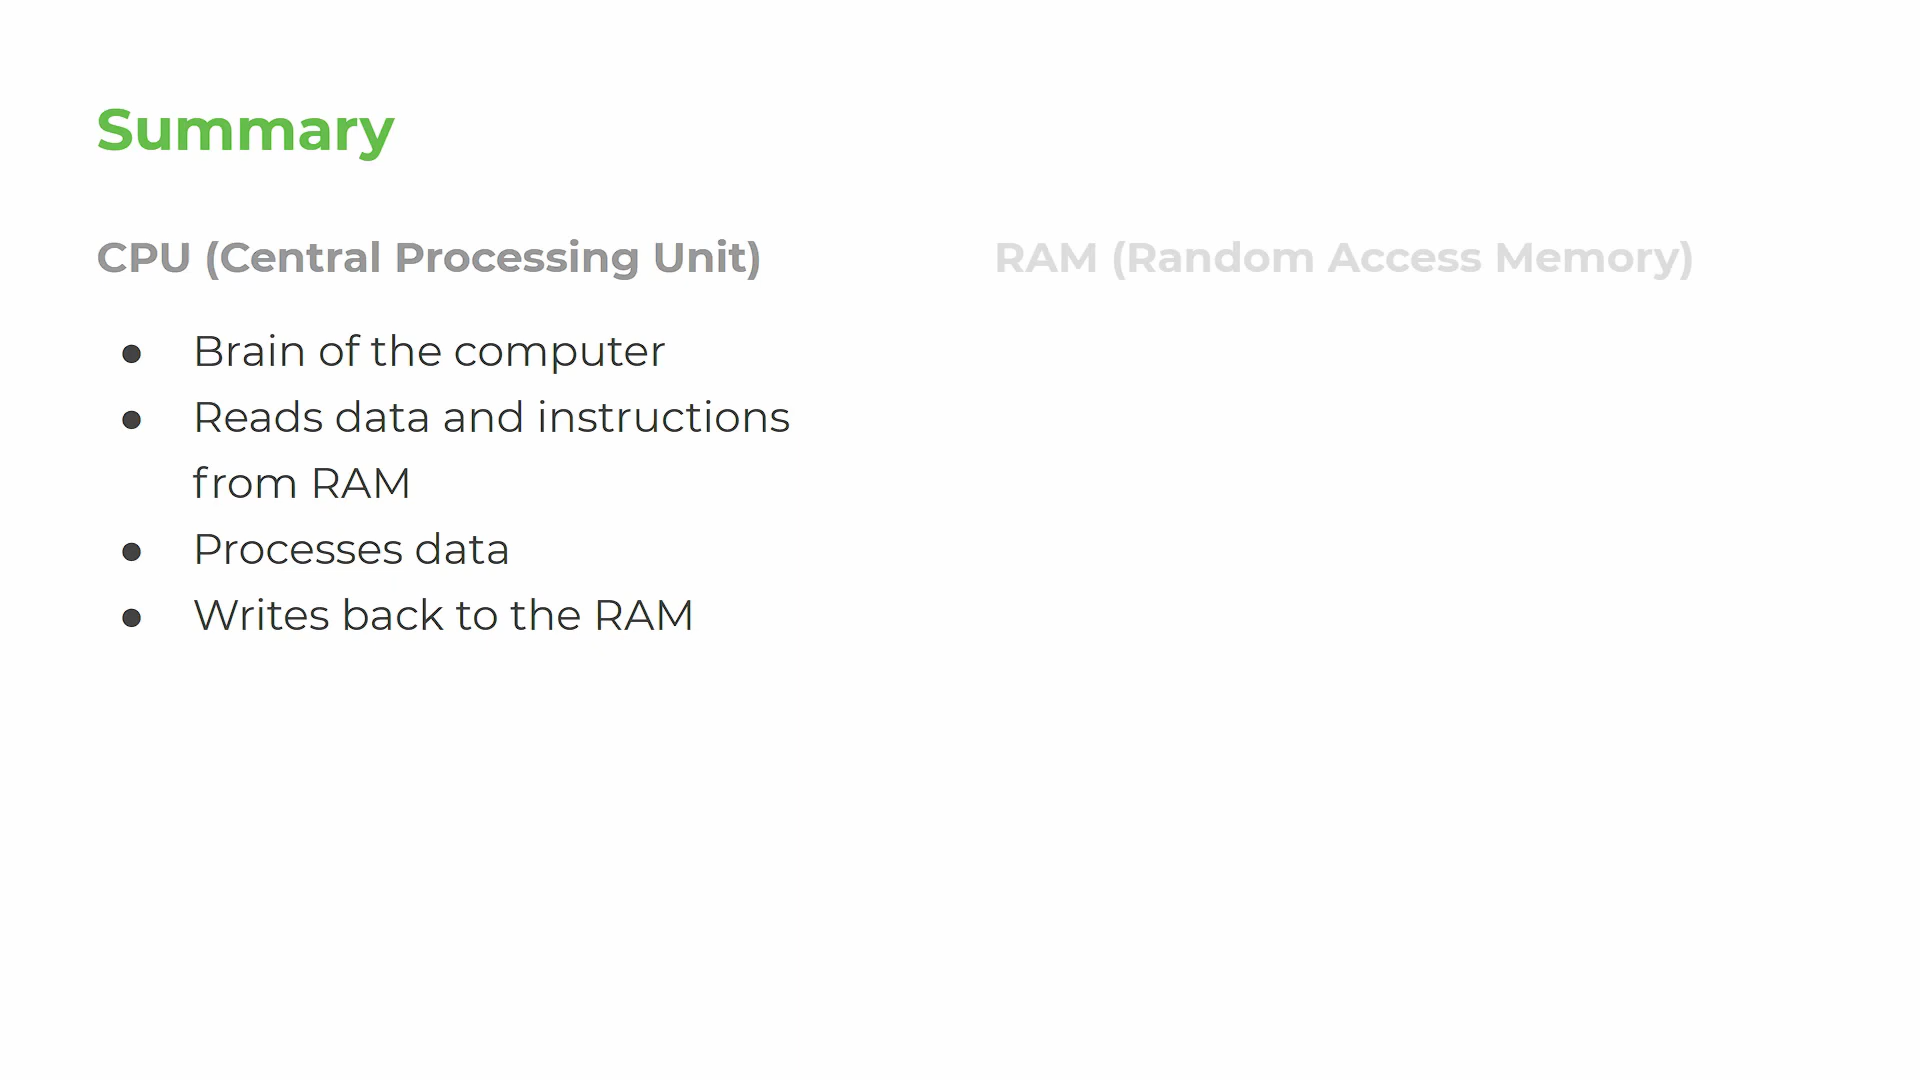 Summary
CPU (Central Processing Unit)
● Brain of the computer
● Reads data and instructions
from RAM
● Processes data
● Writes back to the RAM
RAM (Random Access Memory)